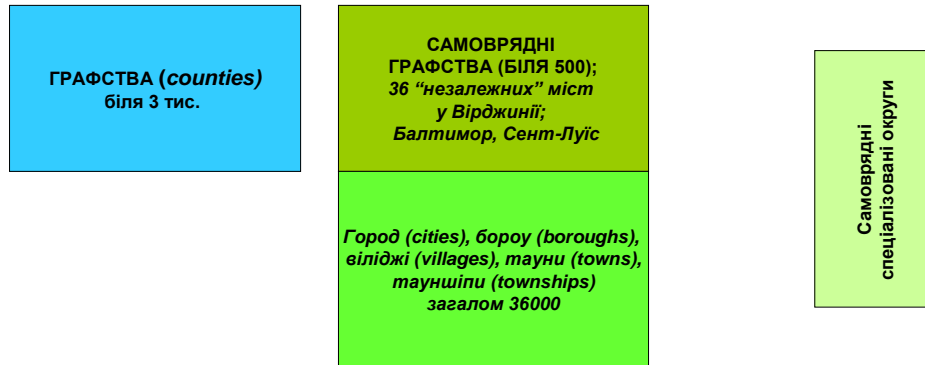 ГРАФСТВА (counties)
біля 3 тис.
САМОВРЯДНІ
ГРАФСТВА (БІЛЯ 500);
36 “незалежних” міст
у Вірджинії;
Балтимор, Сент-Луїс
Город (cities), бороу (boroughs),
віліджі (villages), тауни (towns),
тауншіпи (townships)
загалом 36000
Самоврядні
спеціалізовані округи